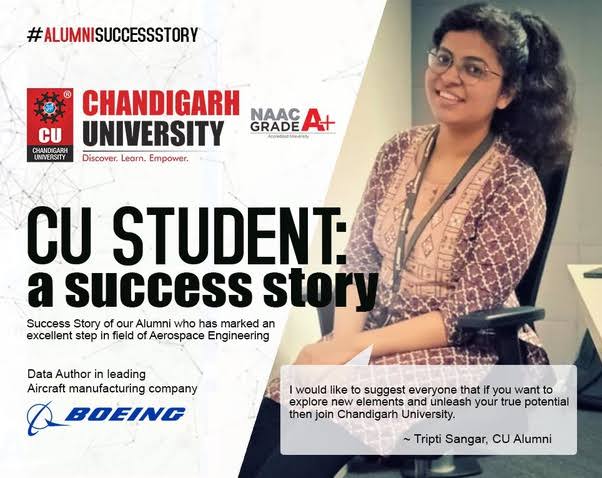 #ALUMNISUCCESSSTORY
CHANDIGARH
UNIVERSITY
Discover. Learn. Empower.
CU
CHANDIGARH
UNIVERSITY
®
NAAC
GRADE A+
Accredited University
CU STUDENT:
a success story
Success Story of our Alumni who has marked an
excellent step in field of Aerospace Engineering
Data Author in leading
Aircraft manufacturing company
BOEING
I would like to suggest everyone that if you want to
explore new elements and unleash your true potential
then join Chandigarh University.
~ Tripti Sangar, CU Alumni